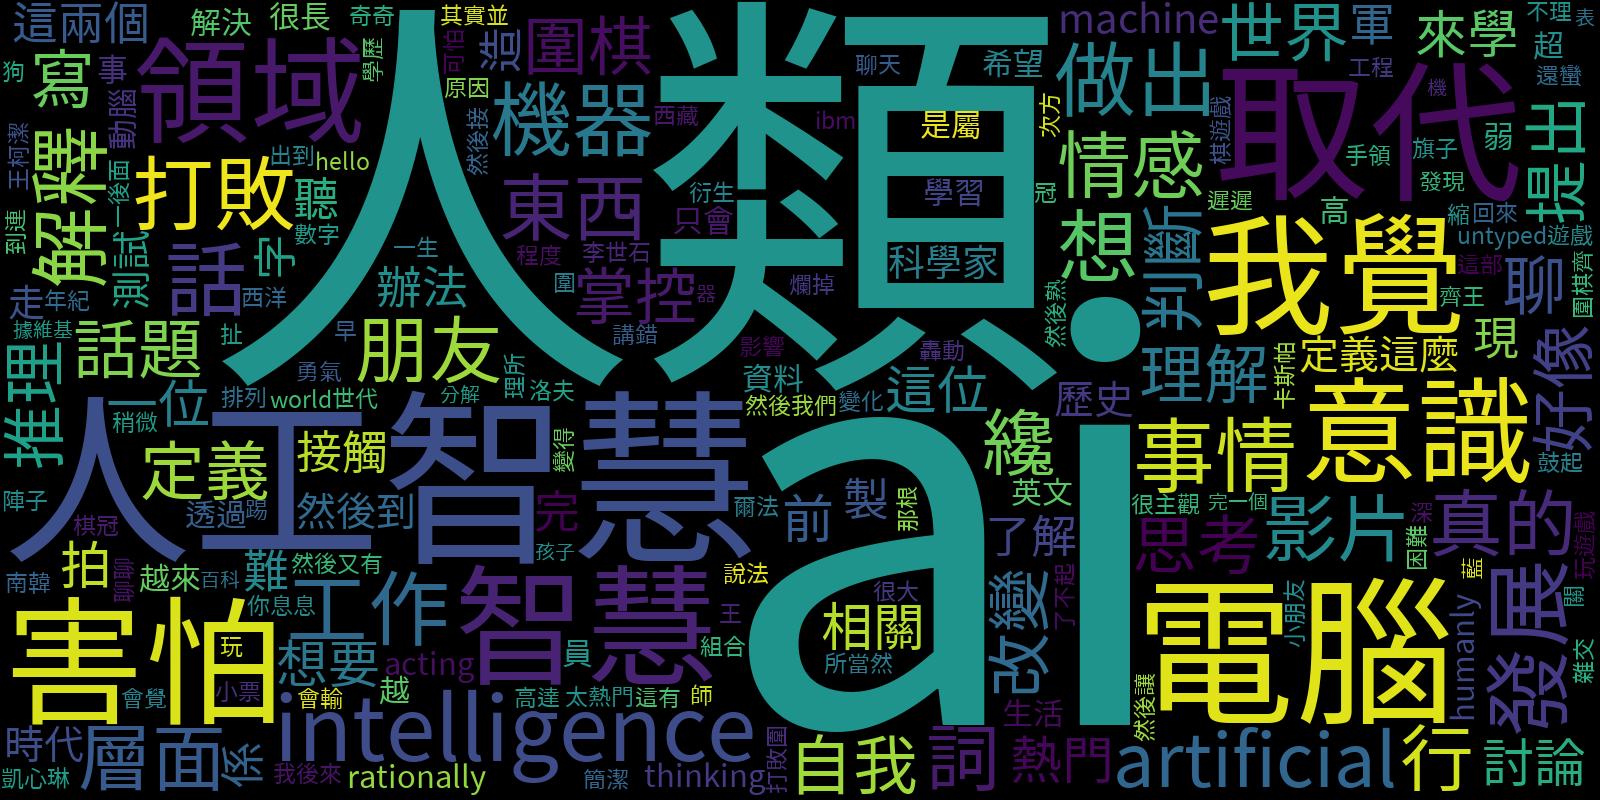 這兩個
解決
很長
奇奇
其實並
machine
世界
軍
不理
表
狗
寫
事
領域
學歷
可怕
造
圍棋
人類
聊天
希望
做出
工程
來學
超
還蠻
原因
動腦
機器
西藏
ibm
是屬
次方
取代
機
王柯潔
解釋
一後面
打敗
出到
hello
然後接
東西
衍生
學習
情感
棋遊戲
手領
旗子
弱
提出
聽
數字
只會
冠
遲遲
發現
高
縮
回來
到連
測試
話
字
一生
程度
李世石
科學家
想
判斷
我覺
untyped遊戲
走
年紀
西洋
辦法
圍
掌控
器
爛掉
這部
聊
圍棋齊
據維基
話題
扯
早
朋友
講錯
影響
轟動
然後熟
理解
齊王
定義這麼
現
好像
推理
一位
稍微
勇氣
排列
world世代
分解
理所
洛夫
資料
然後我們
變化
這位
歷史
卡斯帕
意識
人工智慧
定義
接觸
變得
ai
纔
事情
鼓起
陣子
透過
踢
然後到
完
爾法
前
製
那根
英文
很主觀
完一個
影片
深
真的
玩遊戲
棋冠
拍
聊聊
越來
百科
難
然後又有
孩子
說法
了解
思考
困難
藍
南韓
你息息
工作
智慧
王
很大
相關
所當然
改變
了不起
電腦
小朋友
humanly
發展
關
害怕
玩
想要
acting
員
組合
雜交
會覺
小票
會輸
越
高達
太熱門
這有
師
生活
然後讓
時代
層面
係
intelligence
打敗圍
自我
詞
熱門
artificial
行
討論
凱心琳
我後來
rationally
簡潔
thinking